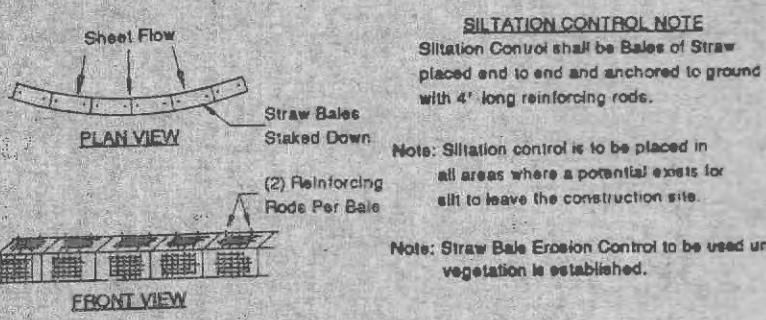 Sheet Flow
Straw Bales
Staked Down
PLAN VIEW
(2) Reinforcing
Rods Per Bale
FRONT VIEW
SILTATION CONTROL NOTE
Siltation Control shall be Bales of Straw
placed end to end and anchored to ground
with 4' long reinforcing rods.
Note: Siltation control is to be placed in
all areas where a potential exists for
silt to leave the construction site.
Note: Straw Bale Erosion Control to be used un
vegetation is established.